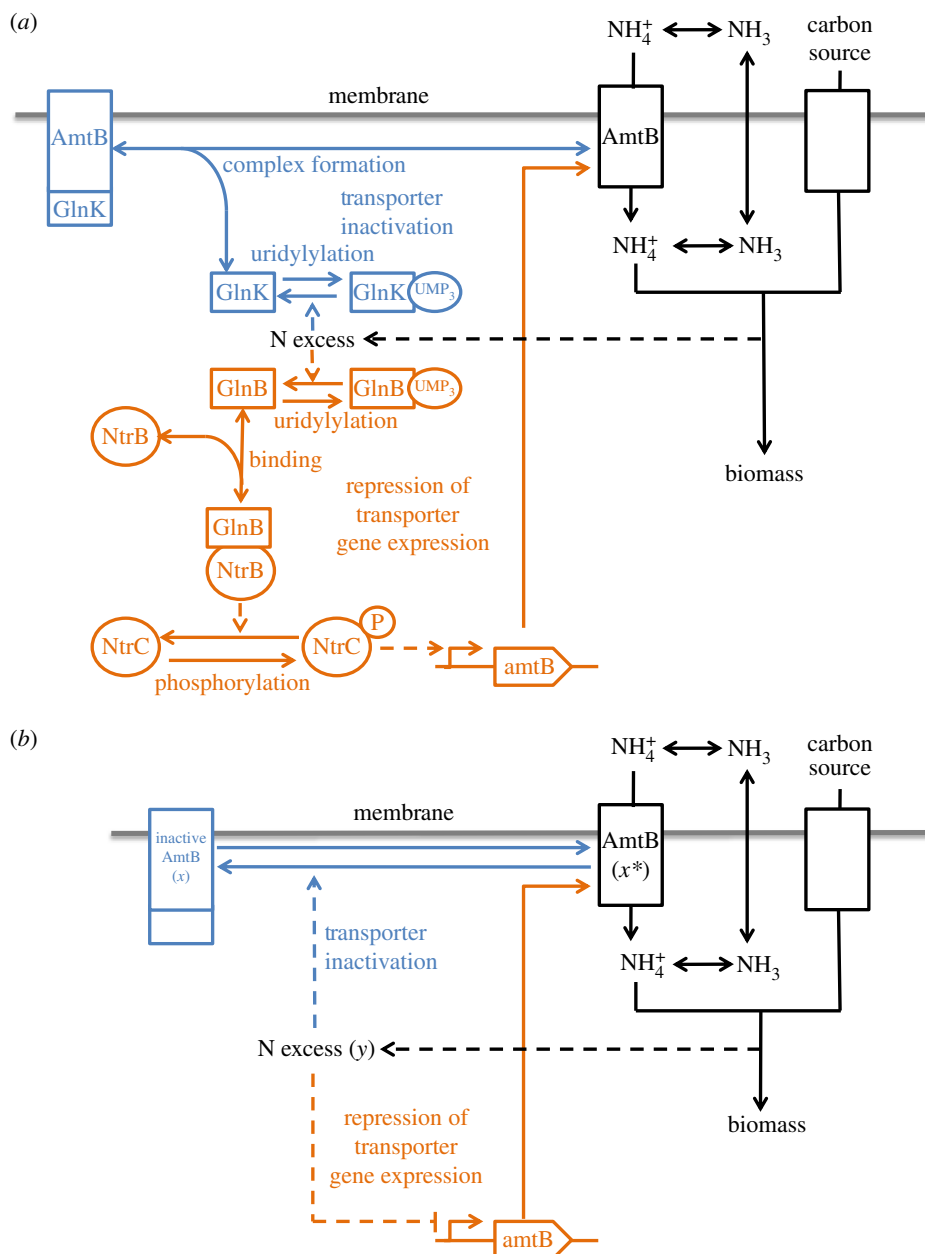 (a)
NH₄⁺
NH₃
carbon
source
membrane
AmtB
AmtB
complex formation
GlnK
transporter
inactivation
uridylylation
NH₄⁺
NH₃
GlnK
GlnK
UMP₃
N excess
GlnB
GlnB
UMP₃
uridylylation
NtrB
binding
biomass
repression of
transporter
gene expression
GlnB
NtrB
P
NtrC
NtrC
amtB
phosphorylation
(b)
NH₄⁺
NH₃
carbon
source
membrane
inactive
AmtB
(x)
AmtB
(x*)
transporter
inactivation
NH₄⁺
NH₃
N excess (y)
biomass
repression of
transporter
gene expression
amtB